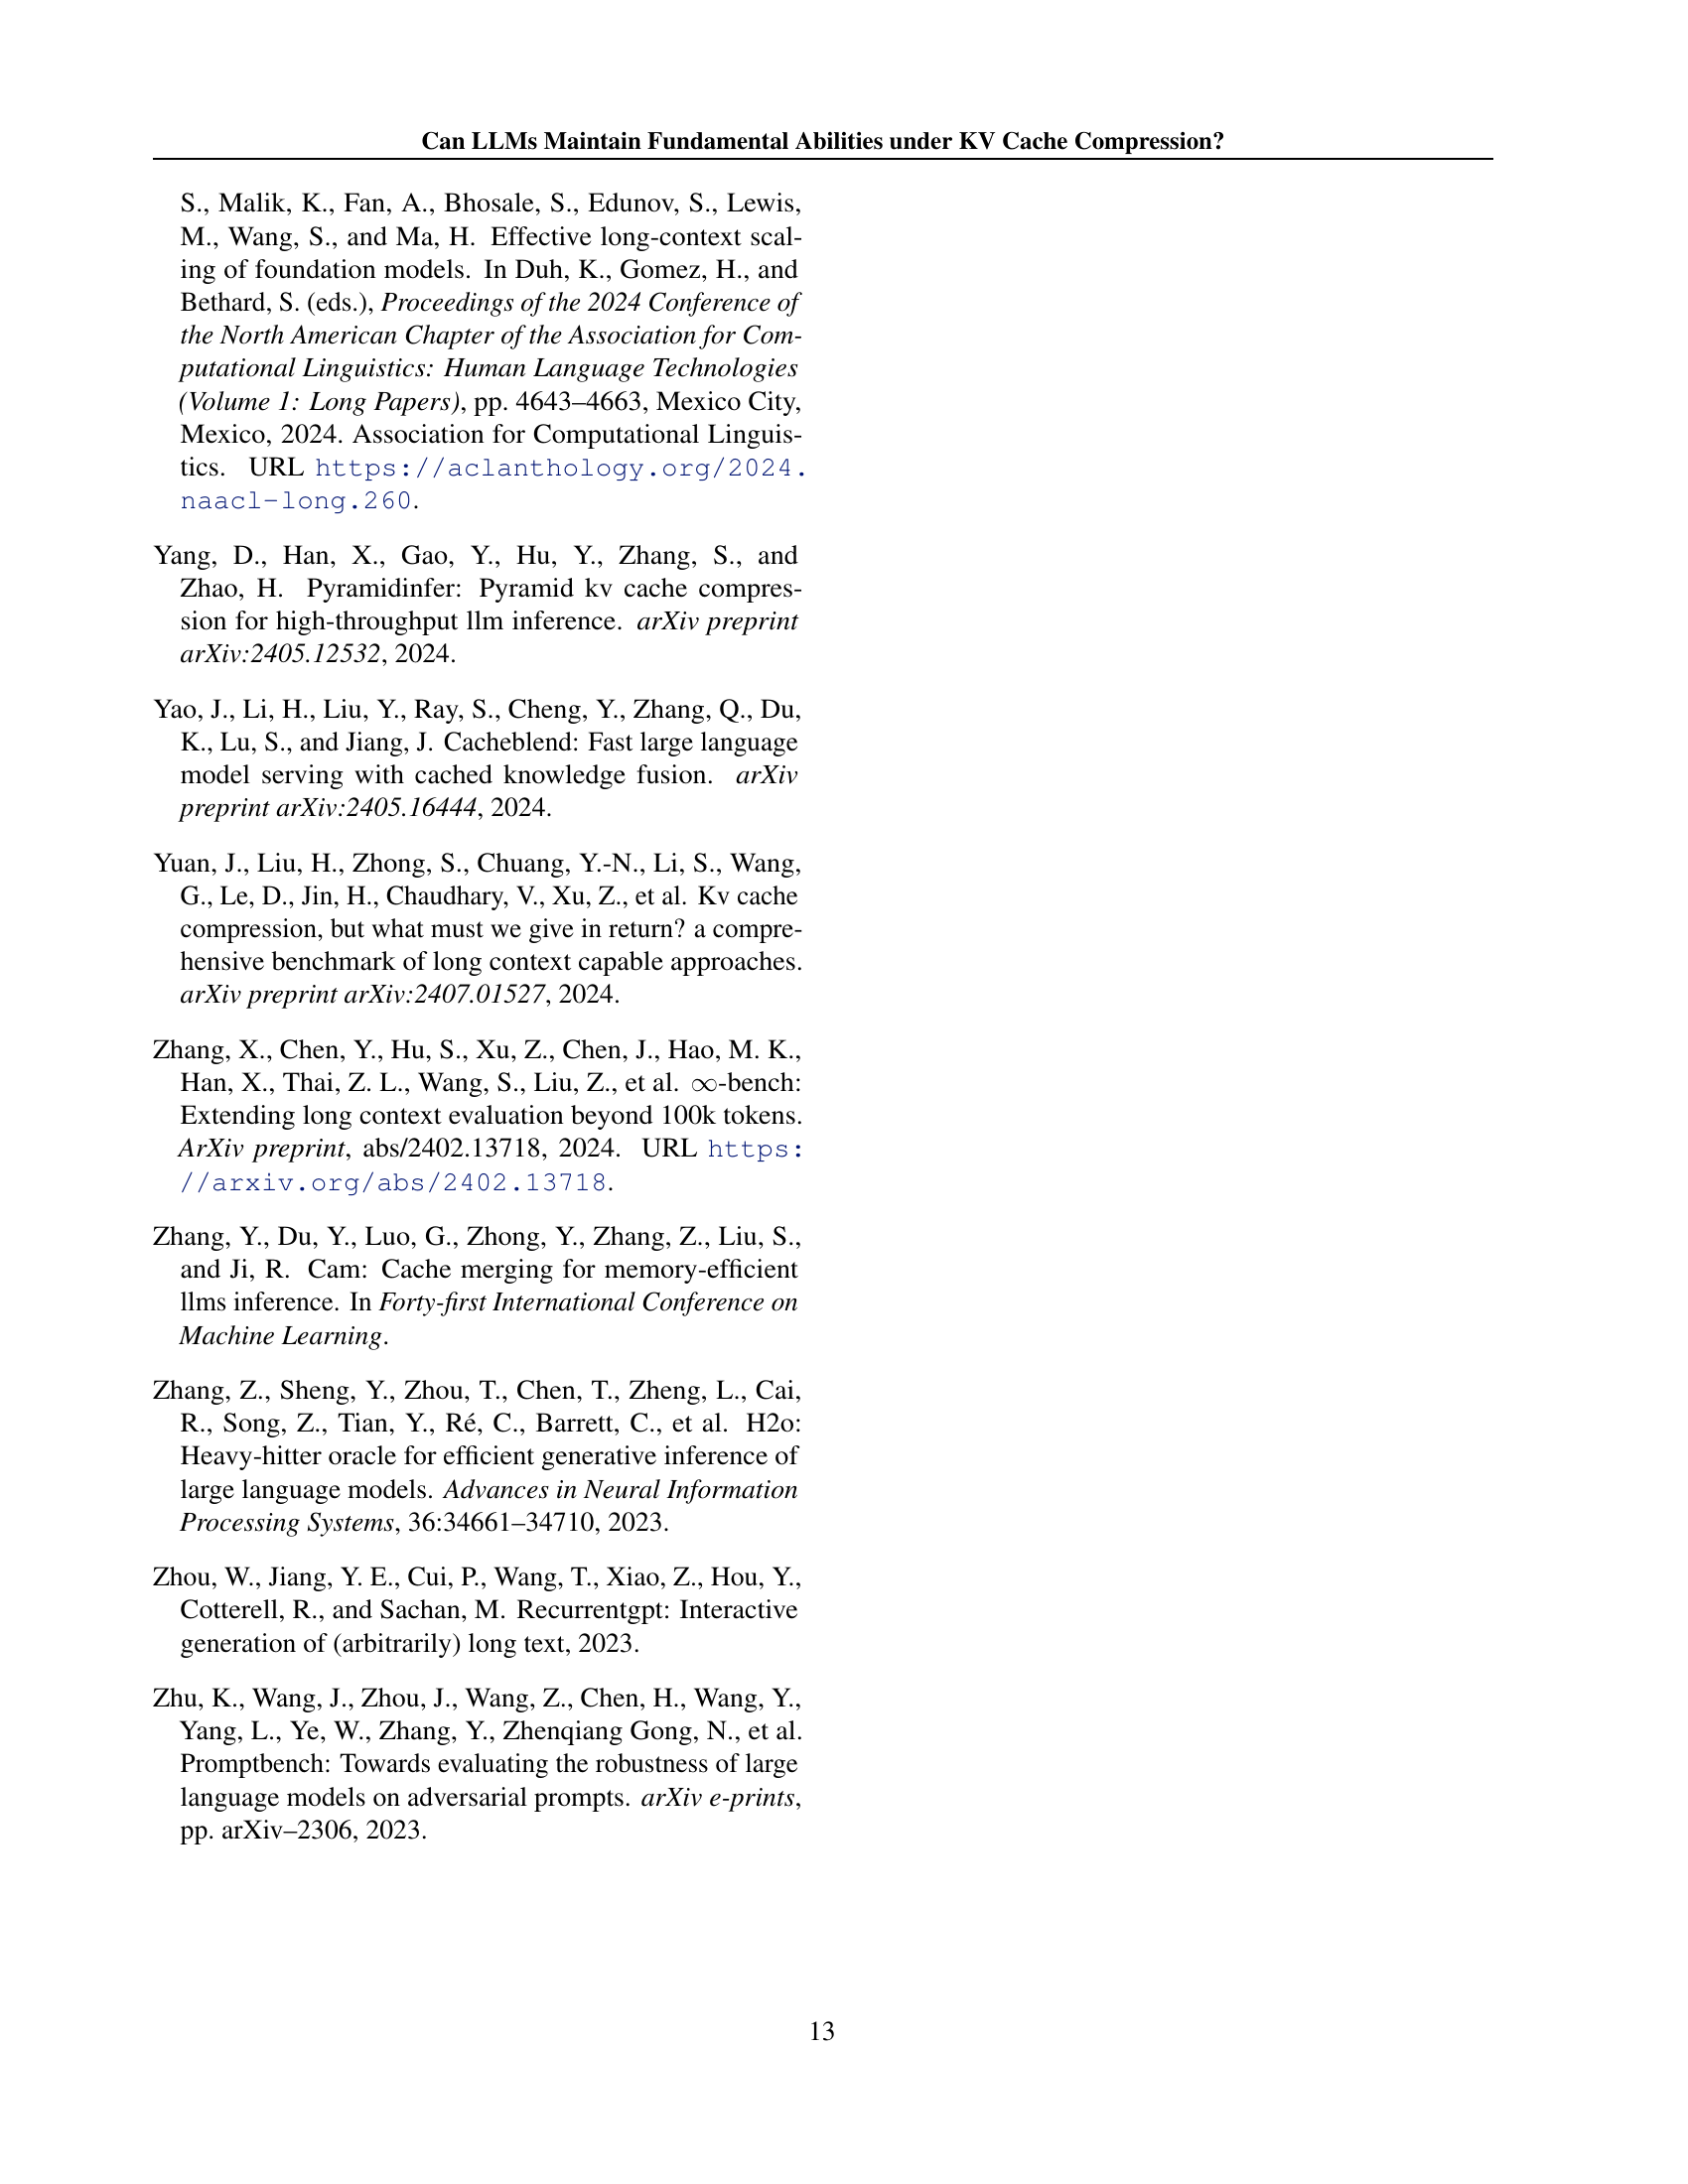 Can LLMs Maintain Fundamental Abilities under KV Cache Compression?
S., Malik, K., Fan, A., Bhosale, S., Edunov, S., Lewis,
M., Wang, S., and Ma, H. Effective long-context scal-
ing of foundation models. In Duh, K., Gomez, H., and
Bethard, S. (eds.), Proceedings of the 2024 Conference of
the North American Chapter of the Association for Com-
putational Linguistics: Human Language Technologies
(Volume 1: Long Papers), pp. 4643–4663, Mexico City,
Mexico, 2024. Association for Computational Linguis-
tics. URL https://aclanthology.org/2024.
naacl-long.260.
Yang, D., Han, X., Gao, Y., Hu, Y., Zhang, S., and
Zhao, H. Pyramidinfer: Pyramid kv cache compres-
sion for high-throughput llm inference. arXiv preprint
arXiv:2405.12532, 2024.
Yao, J., Li, H., Liu, Y., Ray, S., Cheng, Y., Zhang, Q., Du,
K., Lu, S., and Jiang, J. Cacheblend: Fast large language
model serving with cached knowledge fusion. arXiv
preprint arXiv:2405.16444, 2024.
Yuan, J., Liu, H., Zhong, S., Chuang, Y.-N., Li, S., Wang,
G., Le, D., Jin, H., Chaudhary, V., Xu, Z., et al. Kv cache
compression, but what must we give in return? a compre-
hensive benchmark of long context capable approaches.
arXiv preprint arXiv:2407.01527, 2024.
Zhang, X., Chen, Y., Hu, S., Xu, Z., Chen, J., Hao, M. K.,
Han, X., Thai, Z. L., Wang, S., Liu, Z., et al. ∞-bench:
Extending long context evaluation beyond 100k tokens.
ArXiv preprint, abs/2402.13718, 2024. URL https:
//arxiv.org/abs/2402.13718.
Zhang, Y., Du, Y., Luo, G., Zhong, Y., Zhang, Z., Liu, S.,
and Ji, R. Cam: Cache merging for memory-efficient
llms inference. In Forty-first International Conference on
Machine Learning.
Zhang, Z., Sheng, Y., Zhou, T., Chen, T., Zheng, L., Cai,
R., Song, Z., Tian, Y., Ré, C., Barrett, C., et al. H2o:
Heavy-hitter oracle for efficient generative inference of
large language models. Advances in Neural Information
Processing Systems, 36:34661–34710, 2023.
Zhou, W., Jiang, Y. E., Cui, P., Wang, T., Xiao, Z., Hou, Y.,
Cotterell, R., and Sachan, M. Recurrentgpt: Interactive
generation of (arbitrarily) long text, 2023.
Zhu, K., Wang, J., Zhou, J., Wang, Z., Chen, H., Wang, Y.,
Yang, L., Ye, W., Zhang, Y., Zhenqiang Gong, N., et al.
Promptbench: Towards evaluating the robustness of large
language models on adversarial prompts. arXiv e-prints,
pp. arXiv–2306, 2023.
13